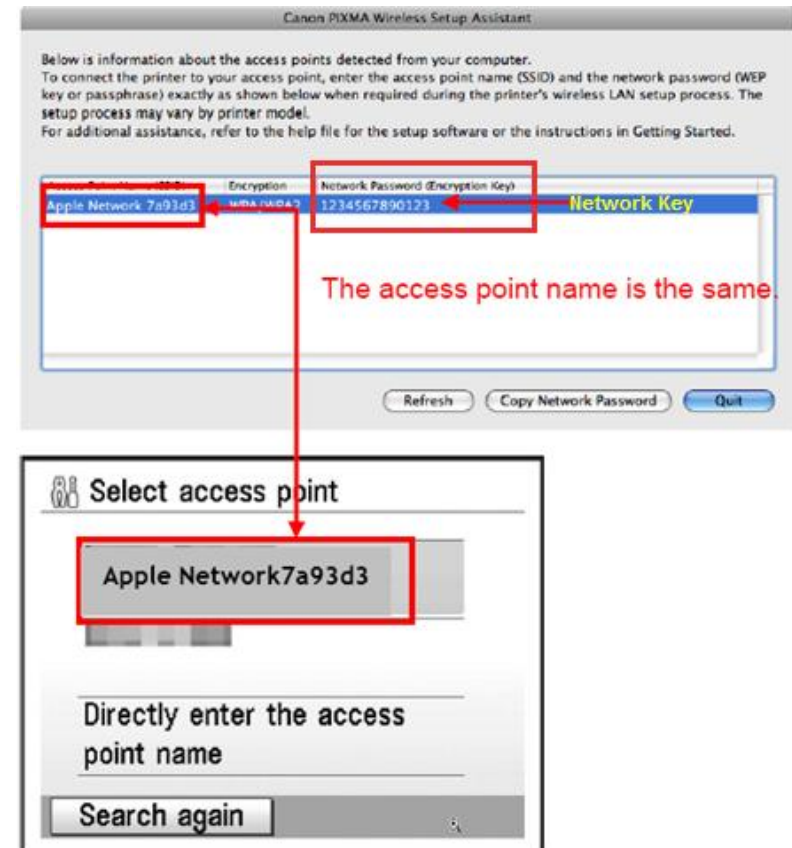 Canon PIXMA Wireless Setup Assistant
Below is information about the access points detected from your computer.
To connect the printer to your access point, enter the access point name (SSID) and the network password (WEP
key or passphrase) exactly as shown below when required during the printer's wireless LAN setup process. The
setup process may vary by printer model.
For additional assistance, refer to the help file for the setup software or the instructions in Getting Started.
Encryption Network Password (Encryption Key)
Apple Network 7a93d3 WPA/WPA2 1234567890123 Network Key
The access point name is the same.
Refresh Copy Network Password Quit
Select access point
Apple Network7a93d3
Directly enter the access
point name
Search again